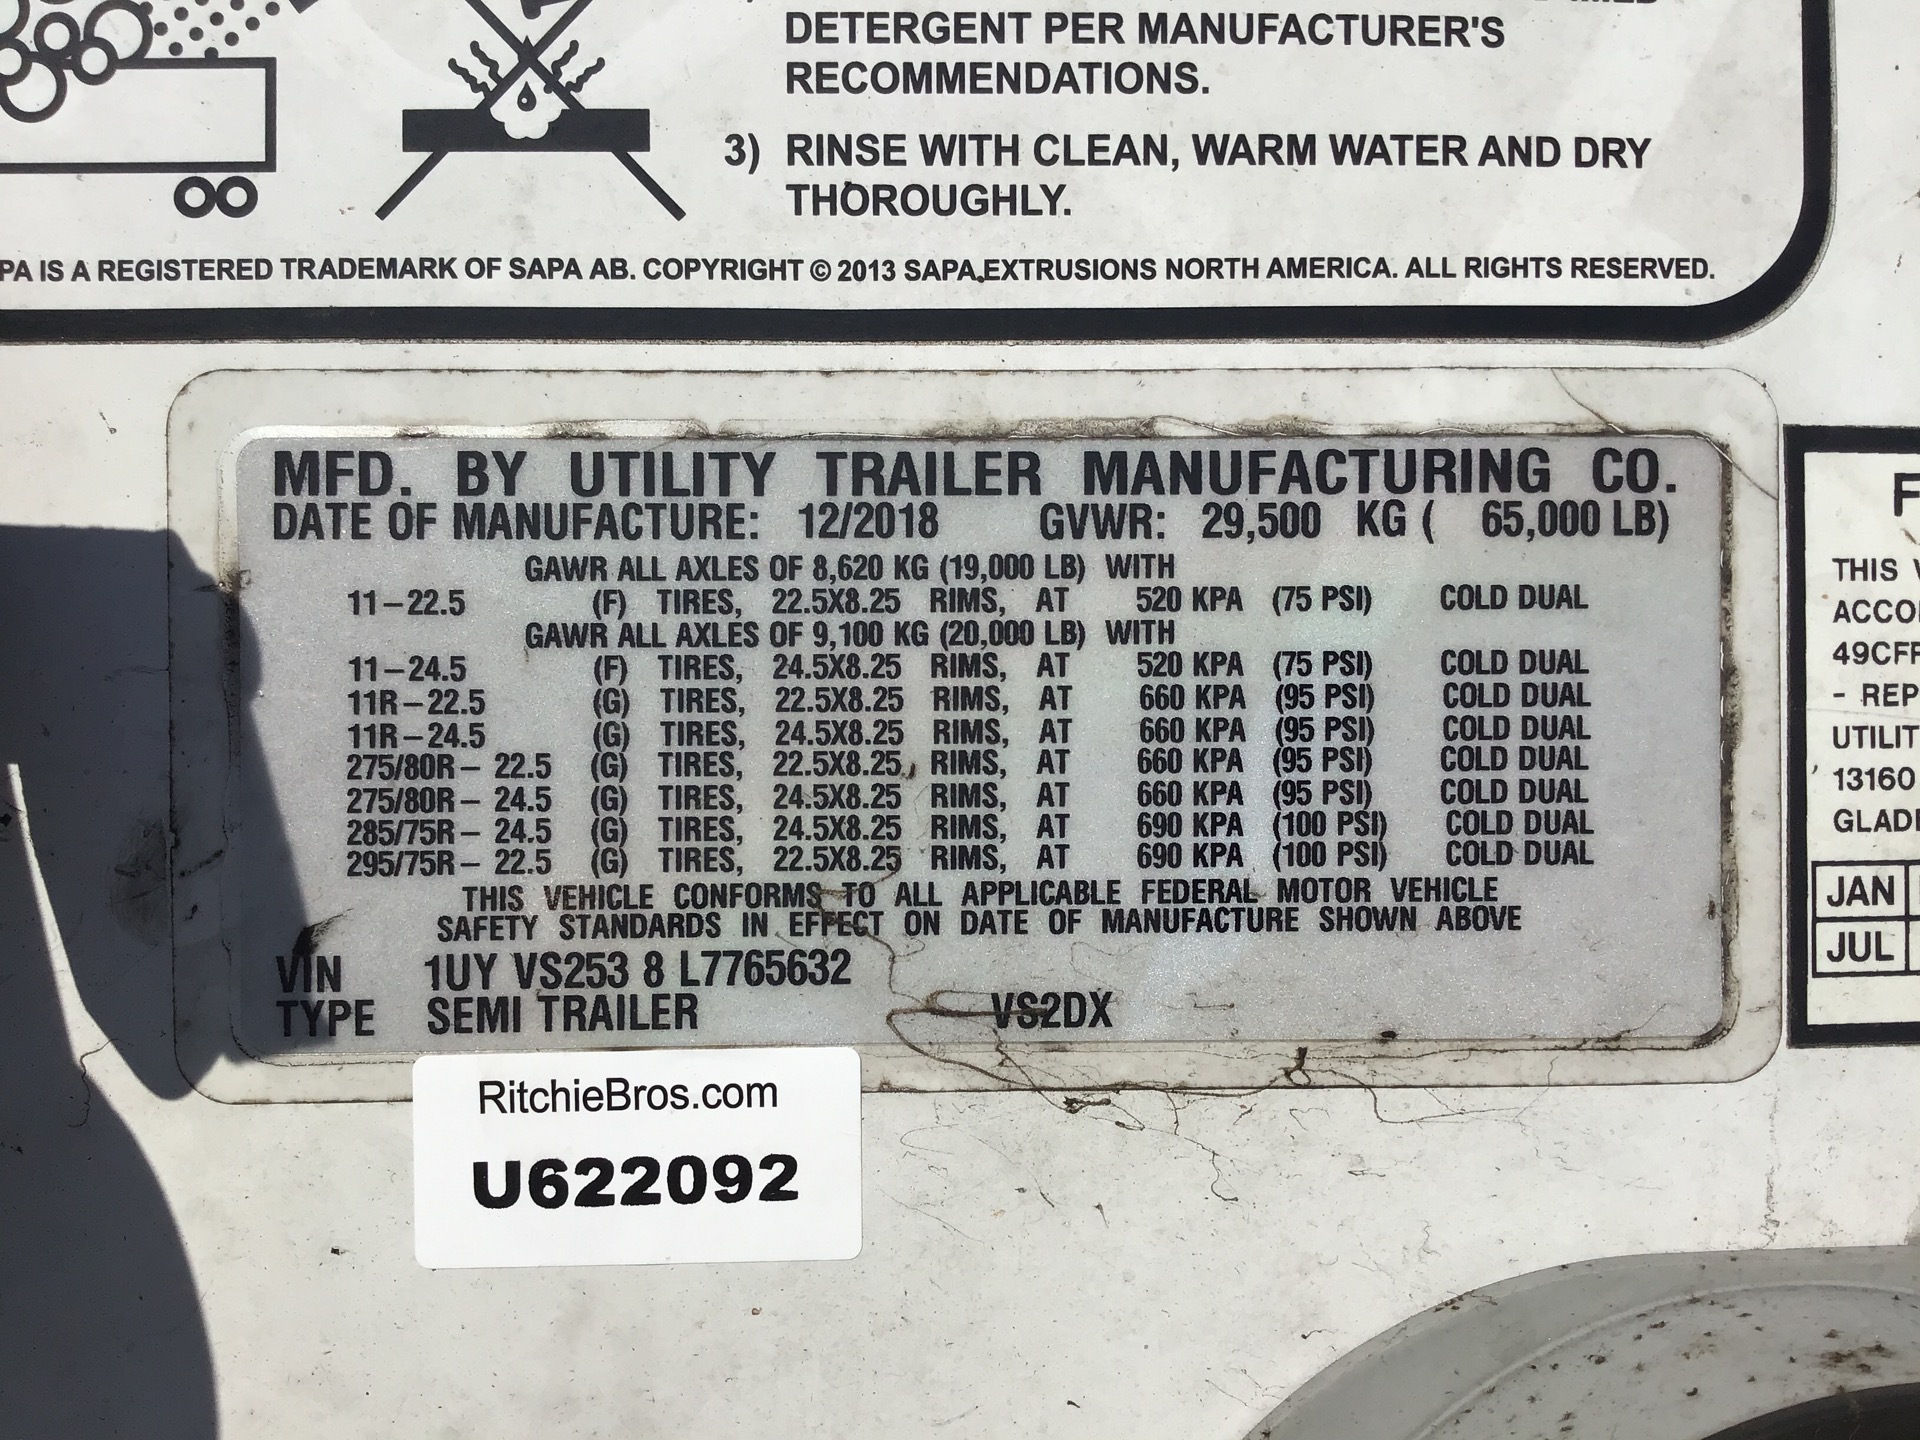 DETERGENT PER MANUFACTURER'S
RECOMMENDATIONS.
3) RINSE WITH CLEAN, WARM WATER AND DRY
THOROUGHLY.
PA IS A REGISTERED TRADEMARK OF SAPA AB. COPYRIGHT © 2013 SAPA EXTRUSIONS NORTH AMERICA. ALL RIGHTS RESERVED.
MFD. BY UTILITY TRAILER MANUFACTURING CO.
DATE OF MANUFACTURE: 12/2018 GVWR: 29,500 KG ( 65,000 LB)
GAWR ALL AXLES OF 8,620 KG (19,000 LB) WITH
11-22.5 (F) TIRES, 22.5X8.25 RIMS, AT 520 KPA (75 PSI) COLD DUAL
GAWR ALL AXLES OF 9,100 KG (20,000 LB) WITH
11-24.5 (F) TIRES, 24.5X8.25 RIMS, AT 520 KPA (75 PSI) COLD DUAL
11R-22.5 (G) TIRES, 22.5X8.25 RIMS, AT 660 KPA (95 PSI) COLD DUAL
11R-24.5 (G) TIRES, 24.5X8.25 RIMS, AT 660 KPA (95 PSI) COLD DUAL
275/80R- 22.5 (G) TIRES, 22.5X8.25 RIMS, AT 660 KPA (95 PSI) COLD DUAL
275/80R- 24.5 (G) TIRES, 24.5X8.25 RIMS, AT 660 KPA (95 PSI) COLD DUAL
285/75R- 24.5 (G) TIRES, 24.5X8.25 RIMS, AT 690 KPA (100 PSI) COLD DUAL
295/75R- 22.5 (G) TIRES, 22.5X8.25 RIMS, AT 690 KPA (100 PSI) COLD DUAL
THIS VEHICLE CONFORMS TO ALL APPLICABLE FEDERAL MOTOR VEHICLE
SAFETY STANDARDS IN EFFECT ON DATE OF MANUFACTURE SHOWN ABOVE
VIN 1UY VS253 8 L7765632
TYPE SEMI TRAILER VS2DX
RitchieBros.com
U622092
F
THIS V
ACCO
49CFR
- REP
UTILIT
13160
GLADE
JAN
JUL